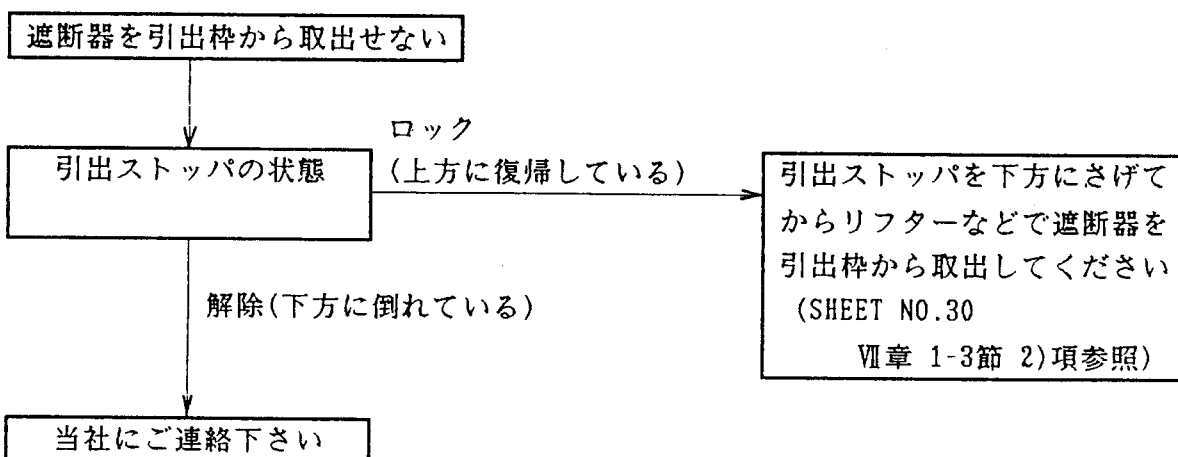 遮断器を引出枠から取出せない
引出ストッパの状態
ロック
(上方に復帰している)
引出ストッパを下方にさげて
からリフターなどで遮断器を
引出枠から取出してください
(SHEET NO.30
Ⅶ章 1-3節 2)項参照)
解除(下方に倒れている)
当社にご連絡下さい